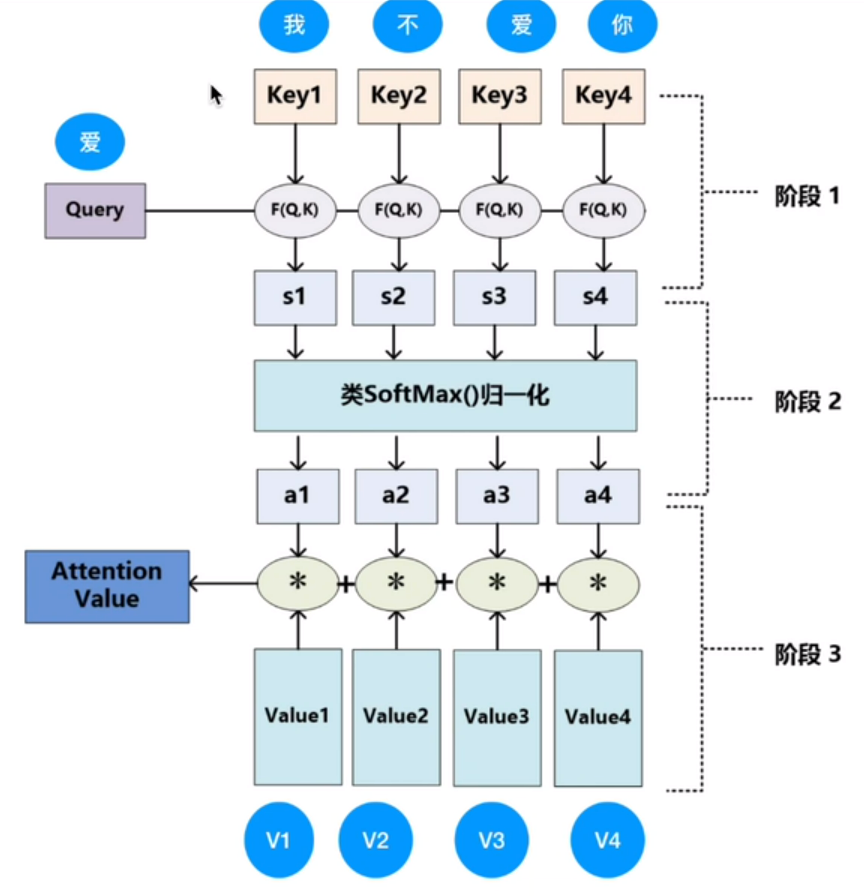 我 不 爱 你
Key1 Key2 Key3 Key4
爱
Query
F(Q,K) F(Q,K) F(Q,K) F(Q,K)
阶段 1
s1 s2 s3 s4
类SoftMax()归一化
阶段 2
a1 a2 a3 a4
Attention
Value
* + * + * + *
阶段 3
Value1 Value2 Value3 Value4
V1 V2 V3 V4